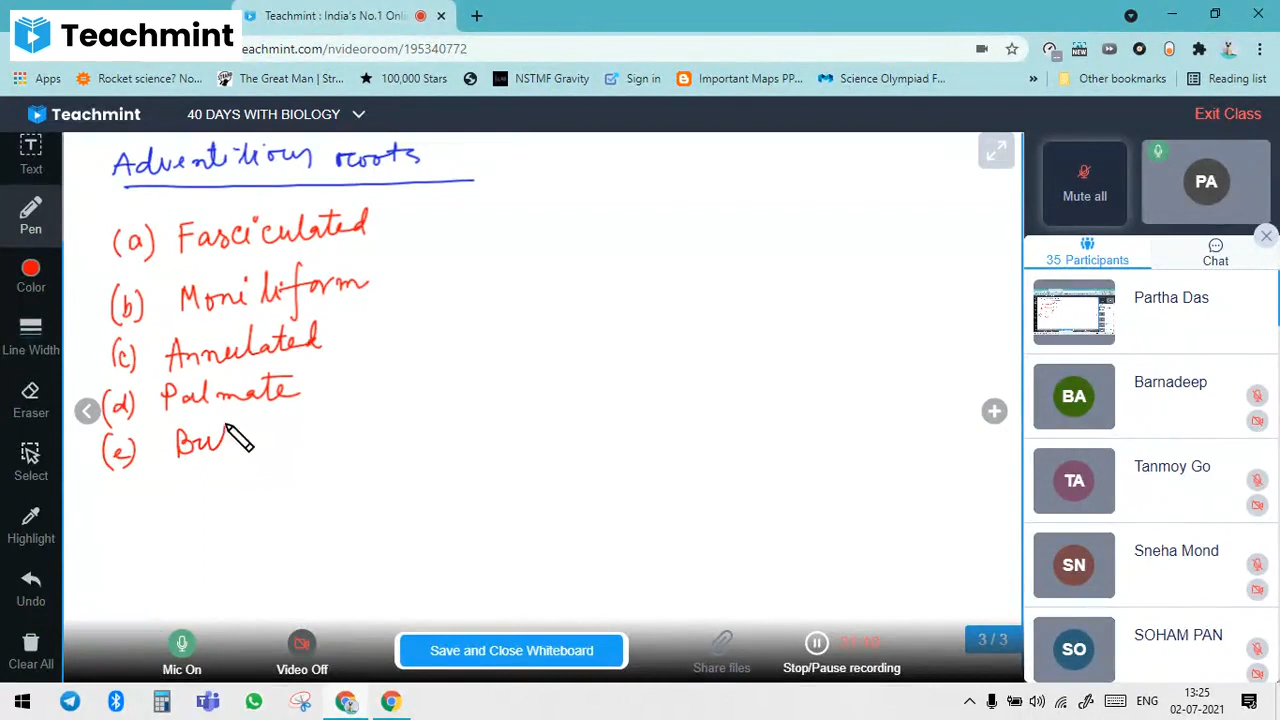 Teachmint : India's No.1 Onli
Teachmint
eachmint.com/nvideoroom/195340772
Apps Rocket science? No... The Great Man | Str... 100,000 Stars NSTMF Gravity Sign in Important Maps PP... Science Olympiad F... » Other bookmarks Reading list
Teachmint 40 DAYS WITH BIOLOGY Exit Class
Text
Pen
Color
Line Width
Eraser
Select
Highlight
Undo
Clear All
Adventitious roots
(a) Fasciculated
(b) Moniliform
(c) Annulated
(d) Palmate
(e) Bu
Mute all
PA
35 Participants Chat
Partha Das
BA Barnadeep
TA Tanmoy Go
SN Sneha Mond
SO SOHAM PAN
Mic On
Video Off
Save and Close Whiteboard
Share files
Stop/Pause recording
3 / 3
ENG
13:25
02-07-2021